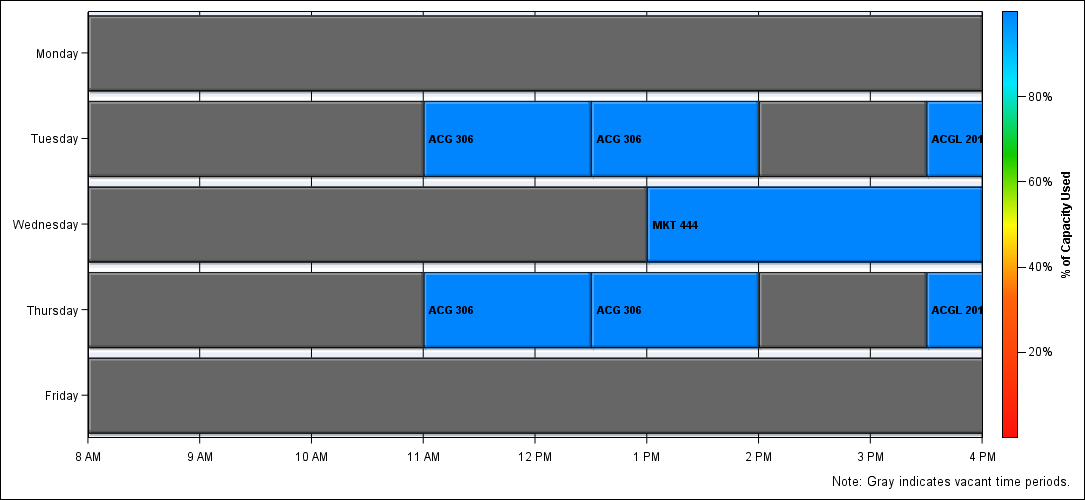 Monday
Tuesday
ACG 306
ACG 306
ACGL 201
Wednesday
MKT 444
Thursday
ACG 306
ACG 306
ACGL 201
Friday
8 AM
9 AM
10 AM
11 AM
12 PM
1 PM
2 PM
3 PM
4 PM
80%
60%
40%
20%
% of Capacity Used
Note: Gray indicates vacant time periods.